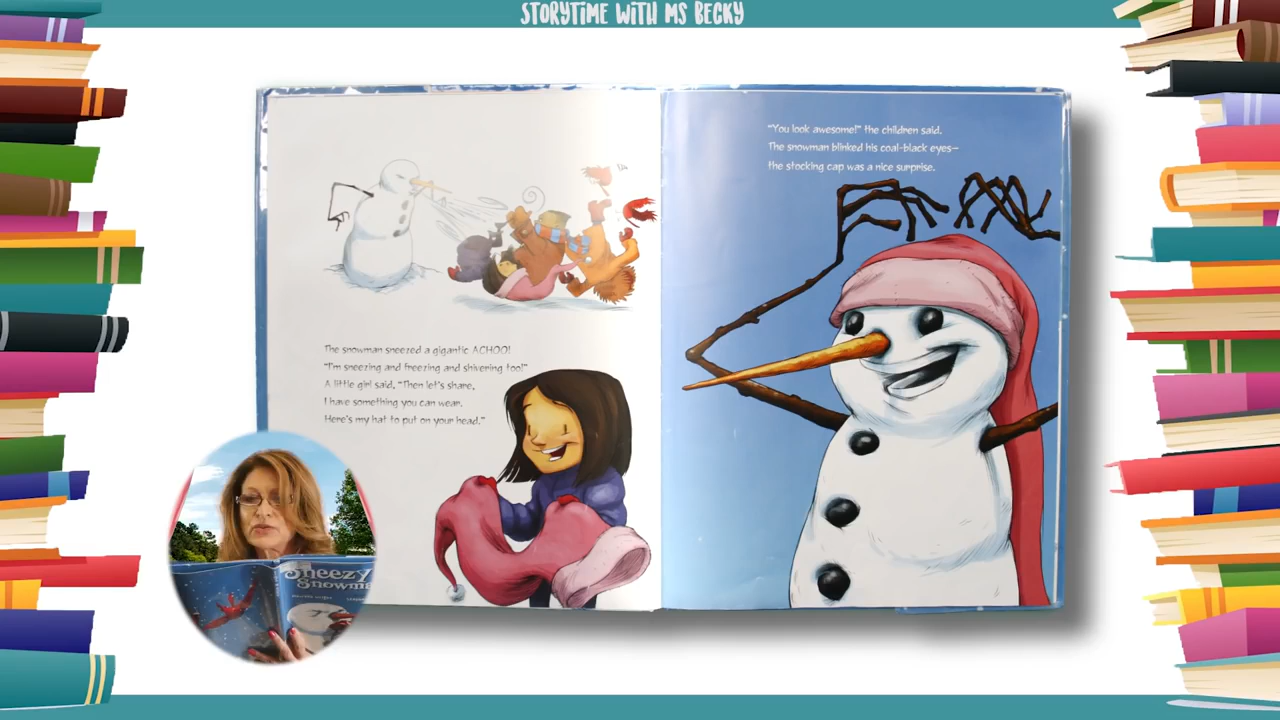 STORYTIME WITH MS BECKY
The snowman sneezed a gigantic ACHOO!
"I'm sneezing and freezing and shivering too!"
A little girl said, "Then let's share,
I have something you can wear.
Here's my hat to put on your head."
"You look awesome!" the children said.
The snowman blinked his coal-black eyes—
the stocking cap was a nice surprise.
Sneezy
Snowman